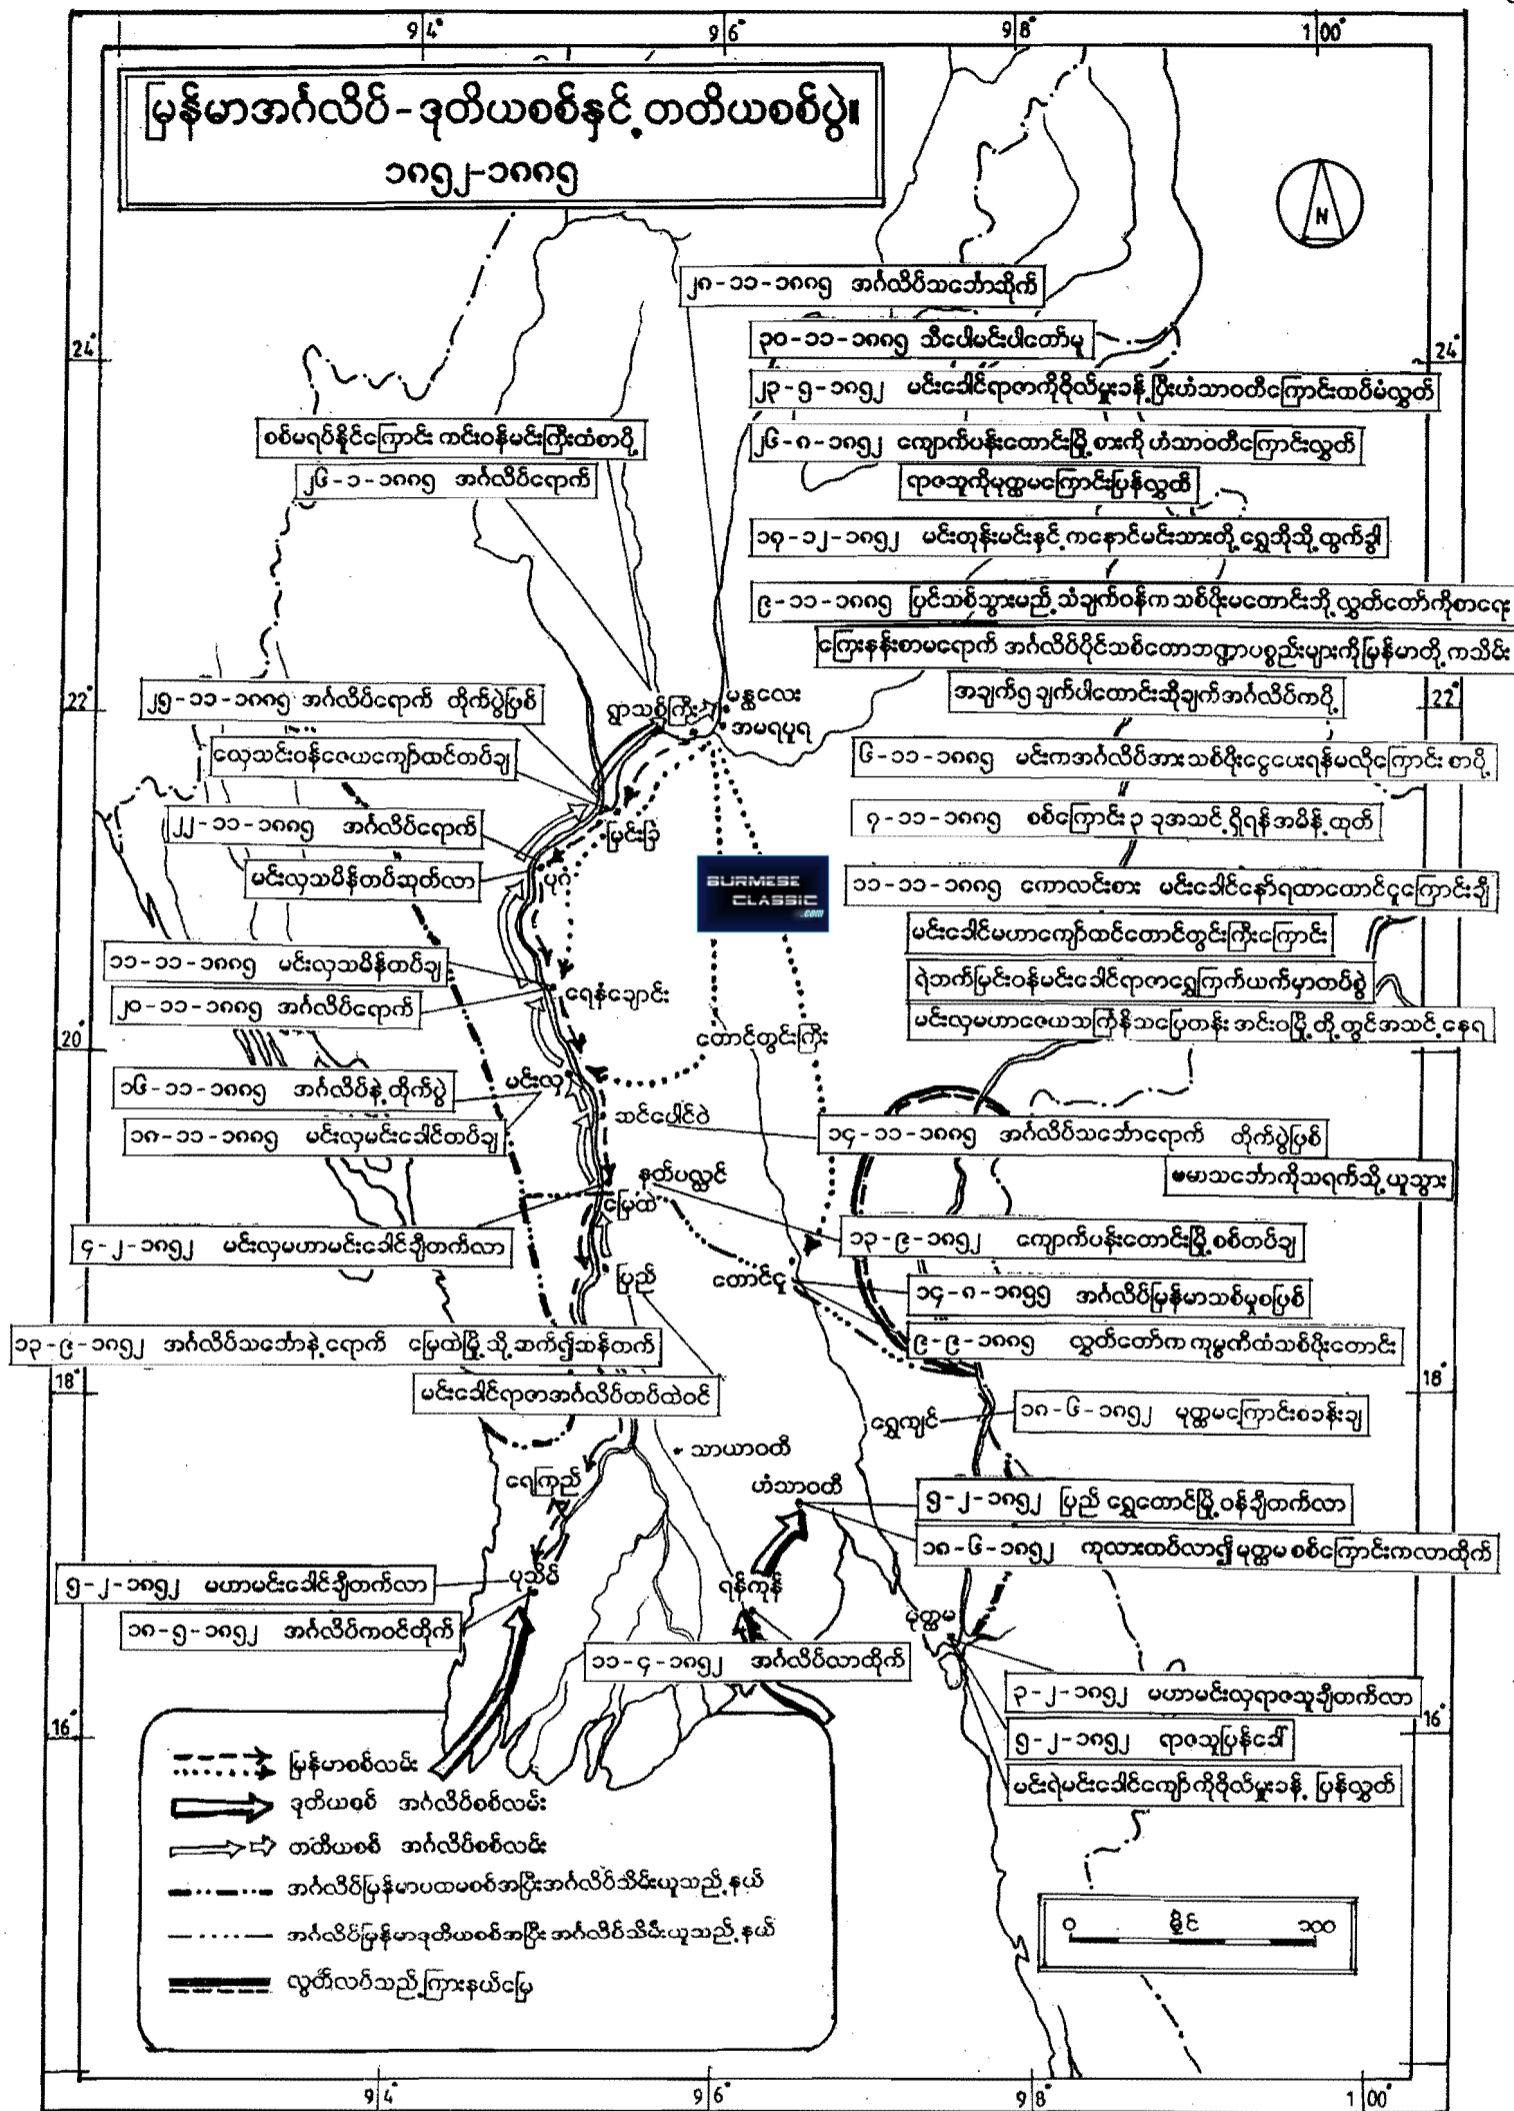 94°
96°
98°
100°
မြန်မာအင်္ဂလိပ်-ဒုတိယစစ်နှင့်တတိယစစ်ပွဲ။
၁၈၅၂-၁၈၈၅
N
၂၈-၁၁-၁၈၈၅ အင်္ဂလိပ်သင်္ဘောဆိုက်
၃၀-၁၁-၁၈၈၅ သီပေါမင်းပါတော်မူ
24°
24°
၂၃-၅-၁၈၅၂ မင်းခေါင်ရာဇာကိုဗိုလ်မှူးခန့်ပြီးဟံသာဝတီကြောင်းထပ်မံလွှတ်
စစ်မရပ်နိုင်ကြောင်း ကင်းဝန်မင်းကြီးထံစာပို့
၂၆-၈-၁၈၅၂ ကျောက်ပန်းတောင်းမြို့စားကို ဟံသာဝတီကြောင်းလွှတ်
၂၆-၁-၁၈၈၅ အင်္ဂလိပ်ရောက်
ရာဇသူကိုမုတ္တမကြောင်းပြန်လွှတ်
၁၇-၁၂-၁၈၅၂ မင်းတုန်းမင်းနှင့်ကနောင်မင်းသားတို့ရွှေဘိုသို့ထွက်ခွါ
၉-၁၁-၁၈၈၅ ပြင်သစ်သွားမည့်သံချက်ဝန်ကသစ်ဖိုးမတောင်းဘို့လွှတ်တော်ကိုစာရေး
ကြေးနန်းစာမရောက် အင်္ဂလိပ်ပိုင်သစ်တောဘဏ္ဍာပစ္စည်းများကိုမြန်မာတို့ကသိမ်း
အချက်၅ချက်ပါတောင်းဆိုချက်အင်္ဂလိပ်ကပို့
22°
22°
၂၅-၁၁-၁၈၈၅ အင်္ဂလိပ်ရောက် တိုက်ပွဲဖြစ်
ရွာသစ်ကြီး
မန္တလေး
အမရပူရ
လှေသင်းဝန်ဇေယကျော်ထင်တပ်ချ
၆-၁၁-၁၈၈၅ မင်းကအင်္ဂလိပ်အားသစ်ဖိုးငွေပေးရန်မလိုကြောင်း စာပို့
၂၂-၁၁-၁၈၈၅ အင်္ဂလိပ်ရောက်
မြင်းခြံ
၇-၁၁-၁၈၈၅ စစ်ကြောင်း၃ခုအသင့်ရှိရန်အမိန့်ထုတ်
မင်းလှသမိန်တပ်ဆုတ်လာ
ပုဂံ
BURMESE
CLASSIC
.com
၁၁-၁၁-၁၈၈၅ ကောလင်းစား မင်းခေါင်နော်ရထာတောင်ငူကြောင်းချီ
မင်းခေါင်မဟာကျော်ထင်တောင်တွင်းကြီးကြောင်း
၁၁-၁၁-၁၈၈၅ မင်းလှသမိန်တပ်ချ
၂၀-၁၁-၁၈၈၅ အင်္ဂလိပ်ရောက်
ရေနံချောင်း
ရဲဘက်မြင်းဝန်မင်းခေါင်ရာဇာရွှေကြက်ယက်မှာတပ်စွဲ
20°
တောင်တွင်းကြီး
မင်းလှမဟာဇေယသင်္ကြံနှိသပြေတန်း အင်းဝမြို့တို့တွင်အသင့်နေရ
၁၆-၁၁-၁၈၈၅ အင်္ဂလိပ်နဲ့တိုက်ပွဲ
မင်းလှ
၁၈-၁၁-၁၈၈၅ မင်းလှမင်းခေါင်တပ်ချ
ဆင်ပေါင်ဝဲ
၁၄-၁၁-၁၈၈၅ အင်္ဂလိပ်သင်္ဘောရောက် တိုက်ပွဲဖြစ်
ဗမာသင်္ဘောကိုသရက်သို့ယူသွား
နတ်ပလ္လင်
မြေထဲ
၄-၂-၁၈၅၂ မင်းလှမဟာမင်းခေါင်ချီတက်လာ
၁၃-၉-၁၈၅၂ ကျောက်ပန်းတောင်းမြို့စစ်တပ်ချ
ပြည်
တောင်ငူ
၁၄-၈-၁၈၅၅ အင်္ဂလိပ်မြန်မာသစ်မှုစဖြစ်
၁၃-၉-၁၈၅၂ အင်္ဂလိပ်သင်္ဘောနဲ့ရောက် မြေထဲမြို့သို့ဆက်၍ဆန်တက်
၉-၉-၁၈၈၅ လွှတ်တော်က ကုမ္ပဏီထံသစ်ဖိုးတောင်း
18°
18°
မင်းခေါင်ရာဇာအင်္ဂလိပ်ထပ်ထဲဝင်
ရွှေကျင်
၁၈-၆-၁၈၅၂ မုတ္တမကြောင်းစခန်းချ
သာယာဝတီ
ရေကြည်
ဟံသာဝတီ
၅-၂-၁၈၅၂ ပြည် ရွှေတောင်မြို့ဝန်ချီတက်လာ
၁၈-၆-၁၈၅၂ ကုလားထပ်လာ၍မုတ္တမစစ်ကြောင်းကလာတိုက်
၅-၂-၁၈၅၂ မဟာမင်းခေါင်ချီတက်လာ
ပုသိမ်
ရန်ကုန်
၁၈-၅-၁၈၅၂ အင်္ဂလိပ်ကဝင်တိုက်
မုတ္တမ
၁၁-၄-၁၈၅၂ အင်္ဂလိပ်လာတိုက်
၃-၂-၁၈၅၂ မဟာမင်းလှရာဇသူချီတက်လာ
16°
16°
၅-၂-၁၈၅၂ ရာဇသူပြန်ခေါ်
မင်းရဲမင်းခေါင်ကျော်ကိုဗိုလ်မှူးခန့် ပြန်လွှတ်
မြန်မာစစ်လမ်း
ဒုတိယစစ် အင်္ဂလိပ်စစ်လမ်း
တတိယစစ် အင်္ဂလိပ်စစ်လမ်း
အင်္ဂလိပ်မြန်မာပထမစစ်အပြီးအင်္ဂလိပ်သိမ်းယူသည့်နယ်
အင်္ဂလိပ်မြန်မာဒုတိယစစ်အပြီးအင်္ဂလိပ်သိမ်းယူသည့်နယ်
လွတ်လပ်သည့်ကြားနယ်မြေ
၀ မိုင် ၁၀၀
94°
96°
98°
100°